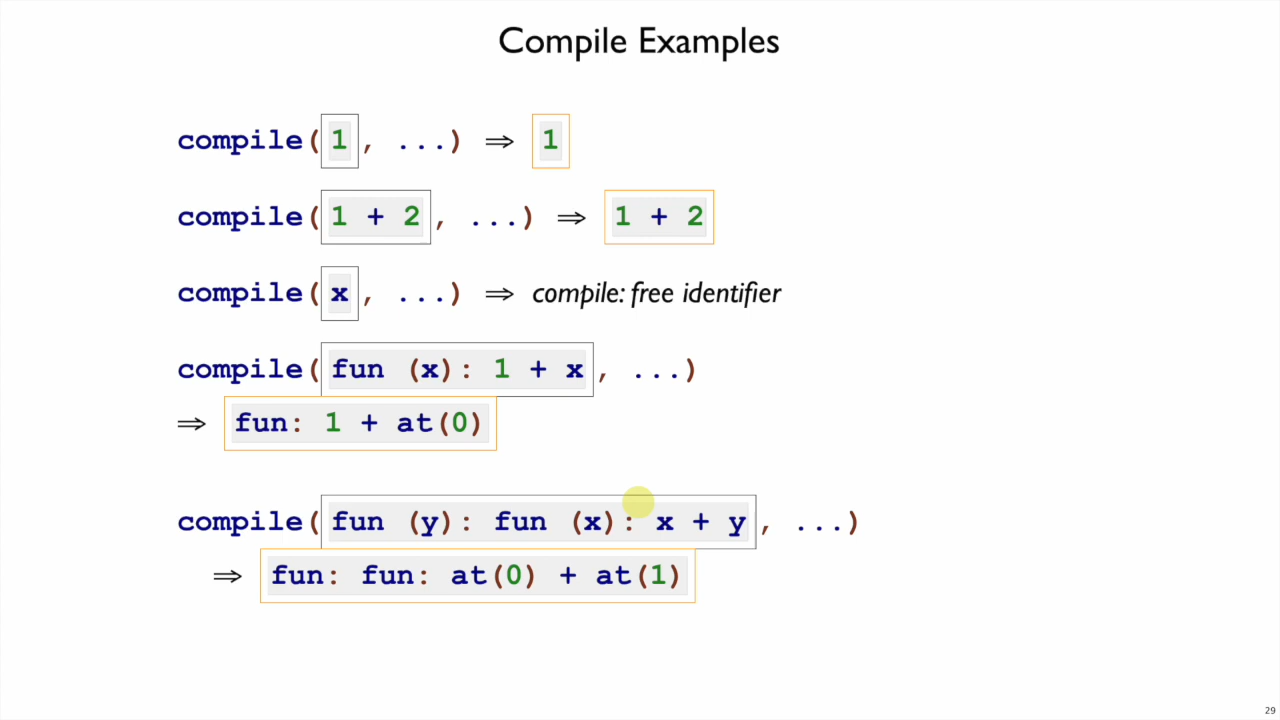 Compile Examples
compile(1, ...) ⇒ 1
compile(1 + 2, ...) ⇒ 1 + 2
compile(x, ...) ⇒ compile: free identifier
compile(fun (x): 1 + x, ...)
⇒ fun: 1 + at(0)
compile(fun (y): fun (x): x + y, ...)
⇒ fun: fun: at(0) + at(1)
29